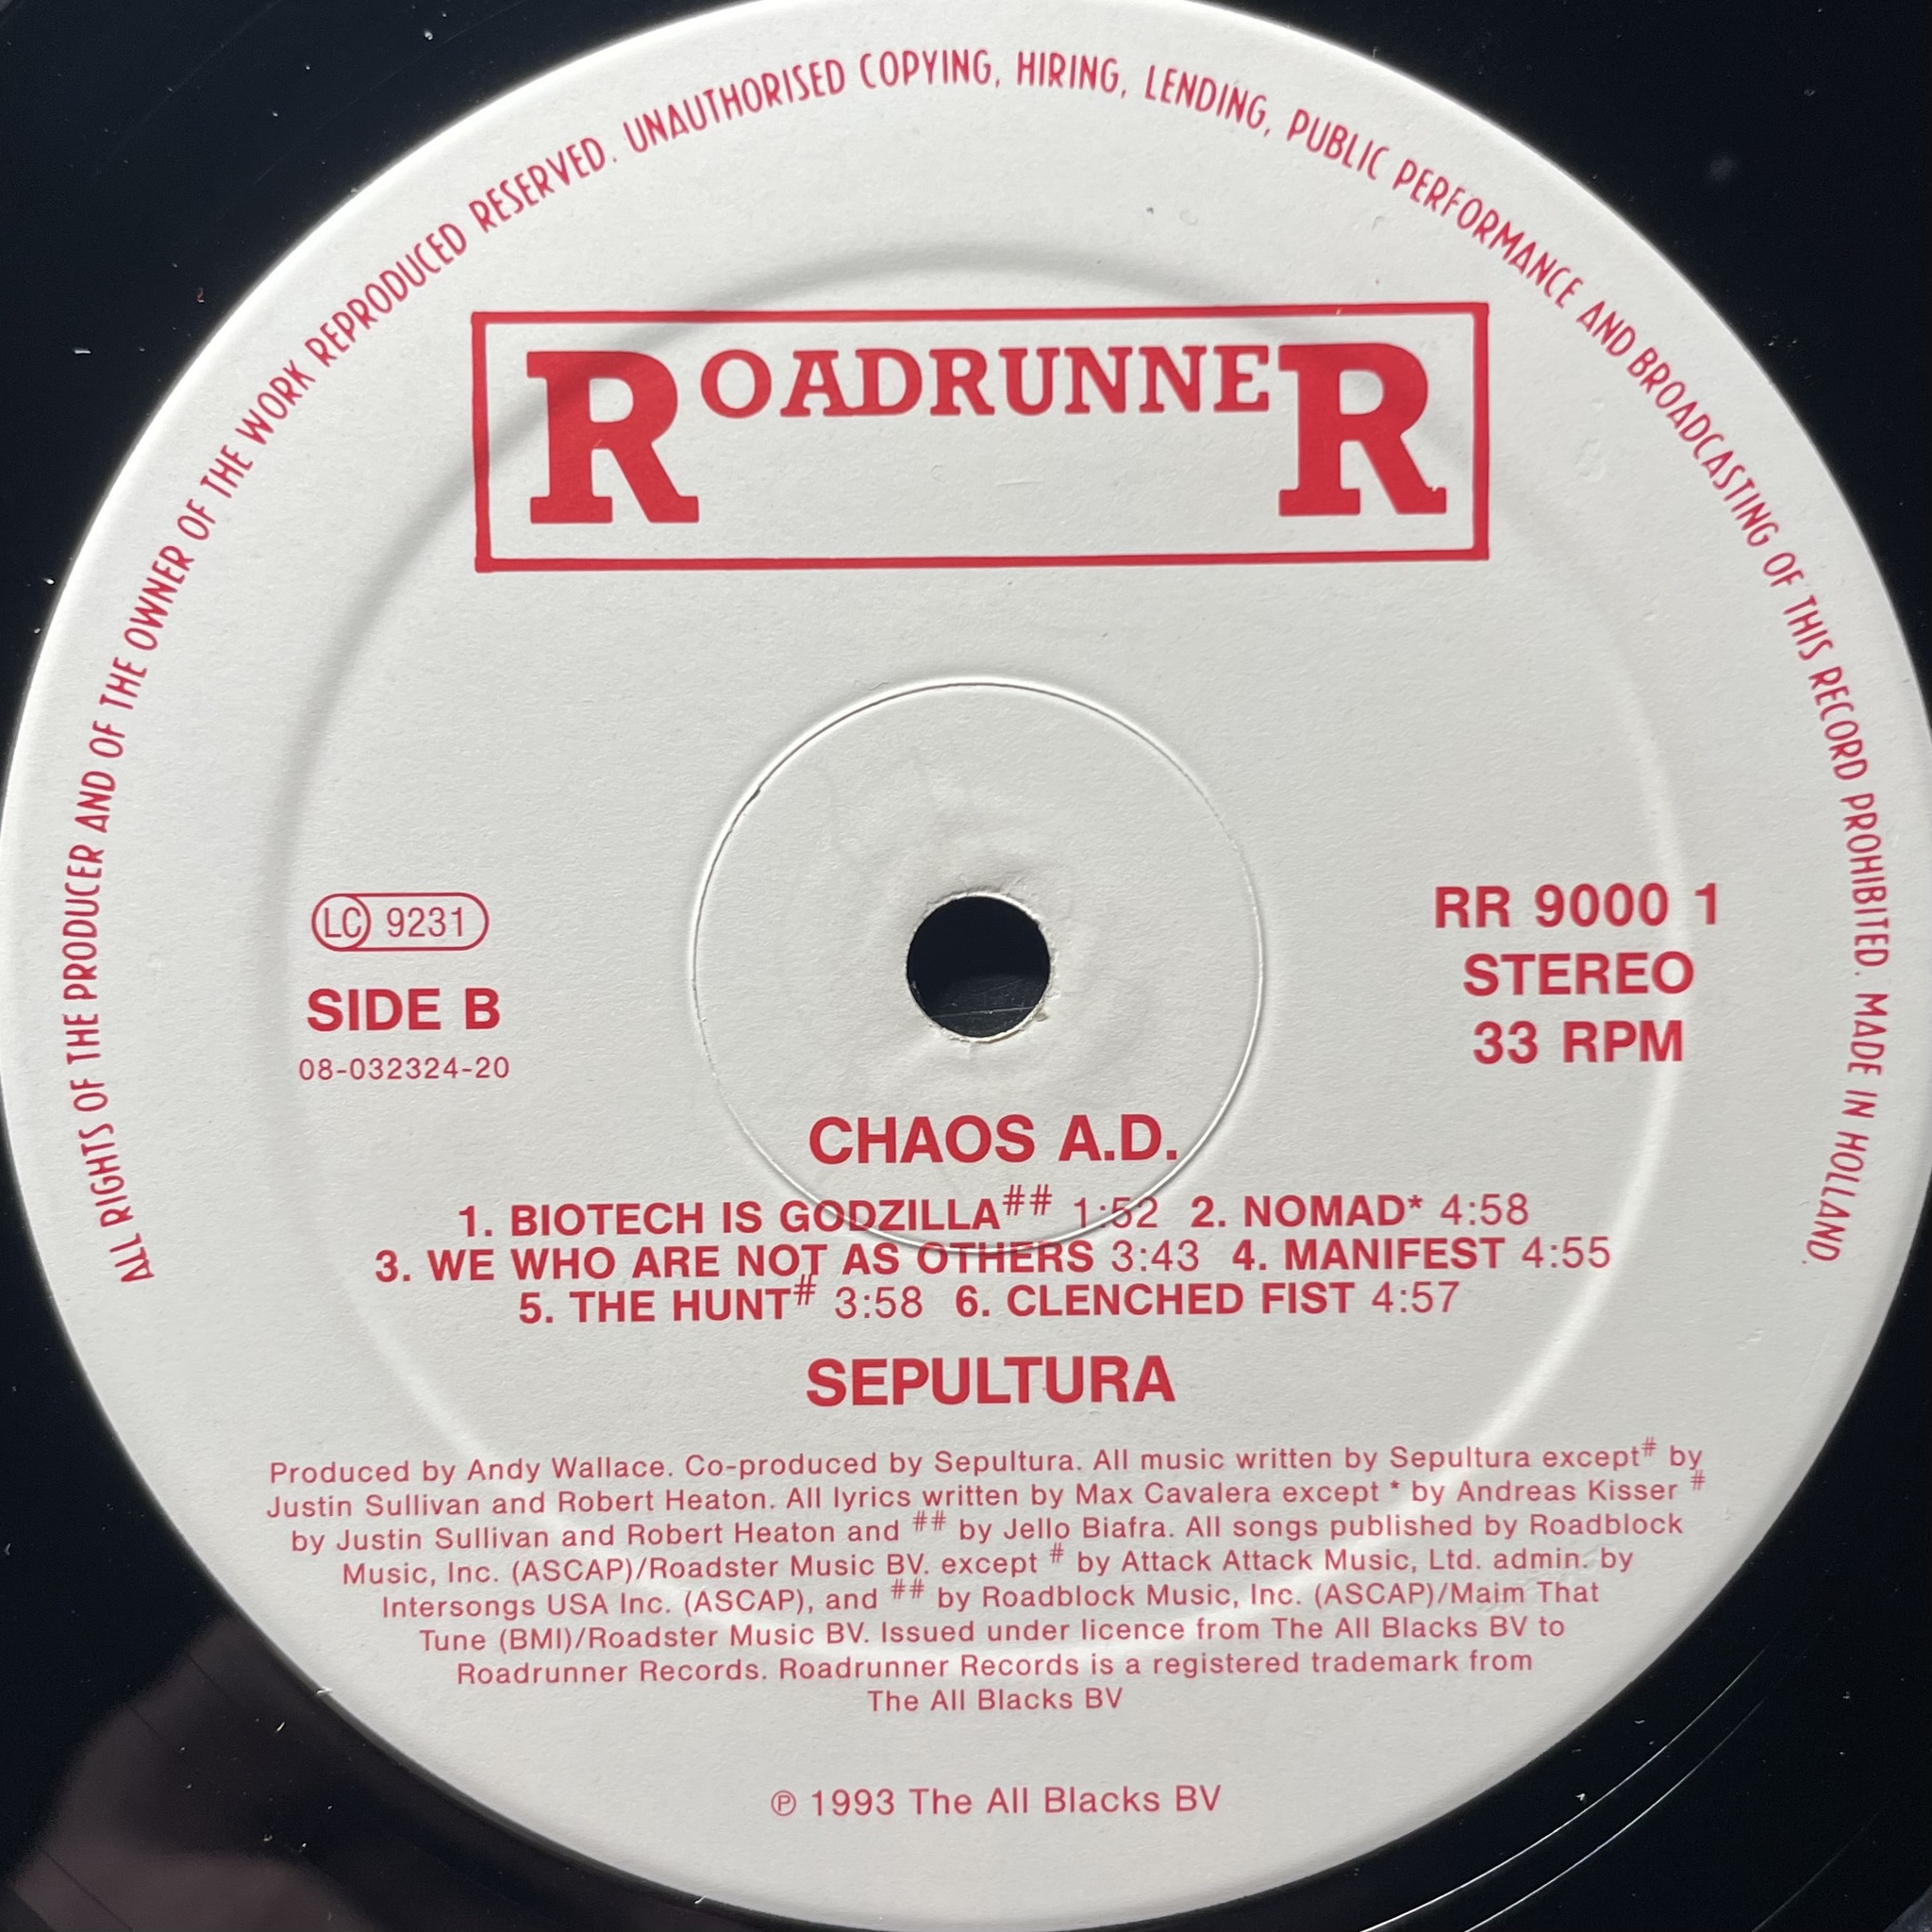 ALL RIGHTS OF THE PRODUCER AND OF THE OWNER OF THE WORK REPRODUCED RESERVED. UNAUTHORISED COPYING, HIRING, LENDING, PUBLIC PERFORMANCE AND BROADCASTING OF THIS RECORD PROHIBITED. MADE IN HOLLAND.
ROADRUNNER
LC 9231
SIDE B
08-032324-20
RR 9000 1
STEREO
33 RPM
CHAOS A.D.
1. BIOTECH IS GODZILLA## 1:52 2. NOMAD* 4:58
3. WE WHO ARE NOT AS OTHERS 3:43 4. MANIFEST 4:55
5. THE HUNT# 3:58 6. CLENCHED FIST 4:57
SEPULTURA
Produced by Andy Wallace. Co-produced by Sepultura. All music written by Sepultura except# by
Justin Sullivan and Robert Heaton. All lyrics written by Max Cavalera except * by Andreas Kisser #
by Justin Sullivan and Robert Heaton and ## by Jello Biafra. All songs published by Roadblock
Music, Inc. (ASCAP)/Roadster Music BV. except # by Attack Attack Music, Ltd. admin. by
Intersongs USA Inc. (ASCAP), and ## by Roadblock Music, Inc. (ASCAP)/Maim That
Tune (BMI)/Roadster Music BV. Issued under licence from The All Blacks BV to
Roadrunner Records. Roadrunner Records is a registered trademark from
The All Blacks BV
℗ 1993 The All Blacks BV